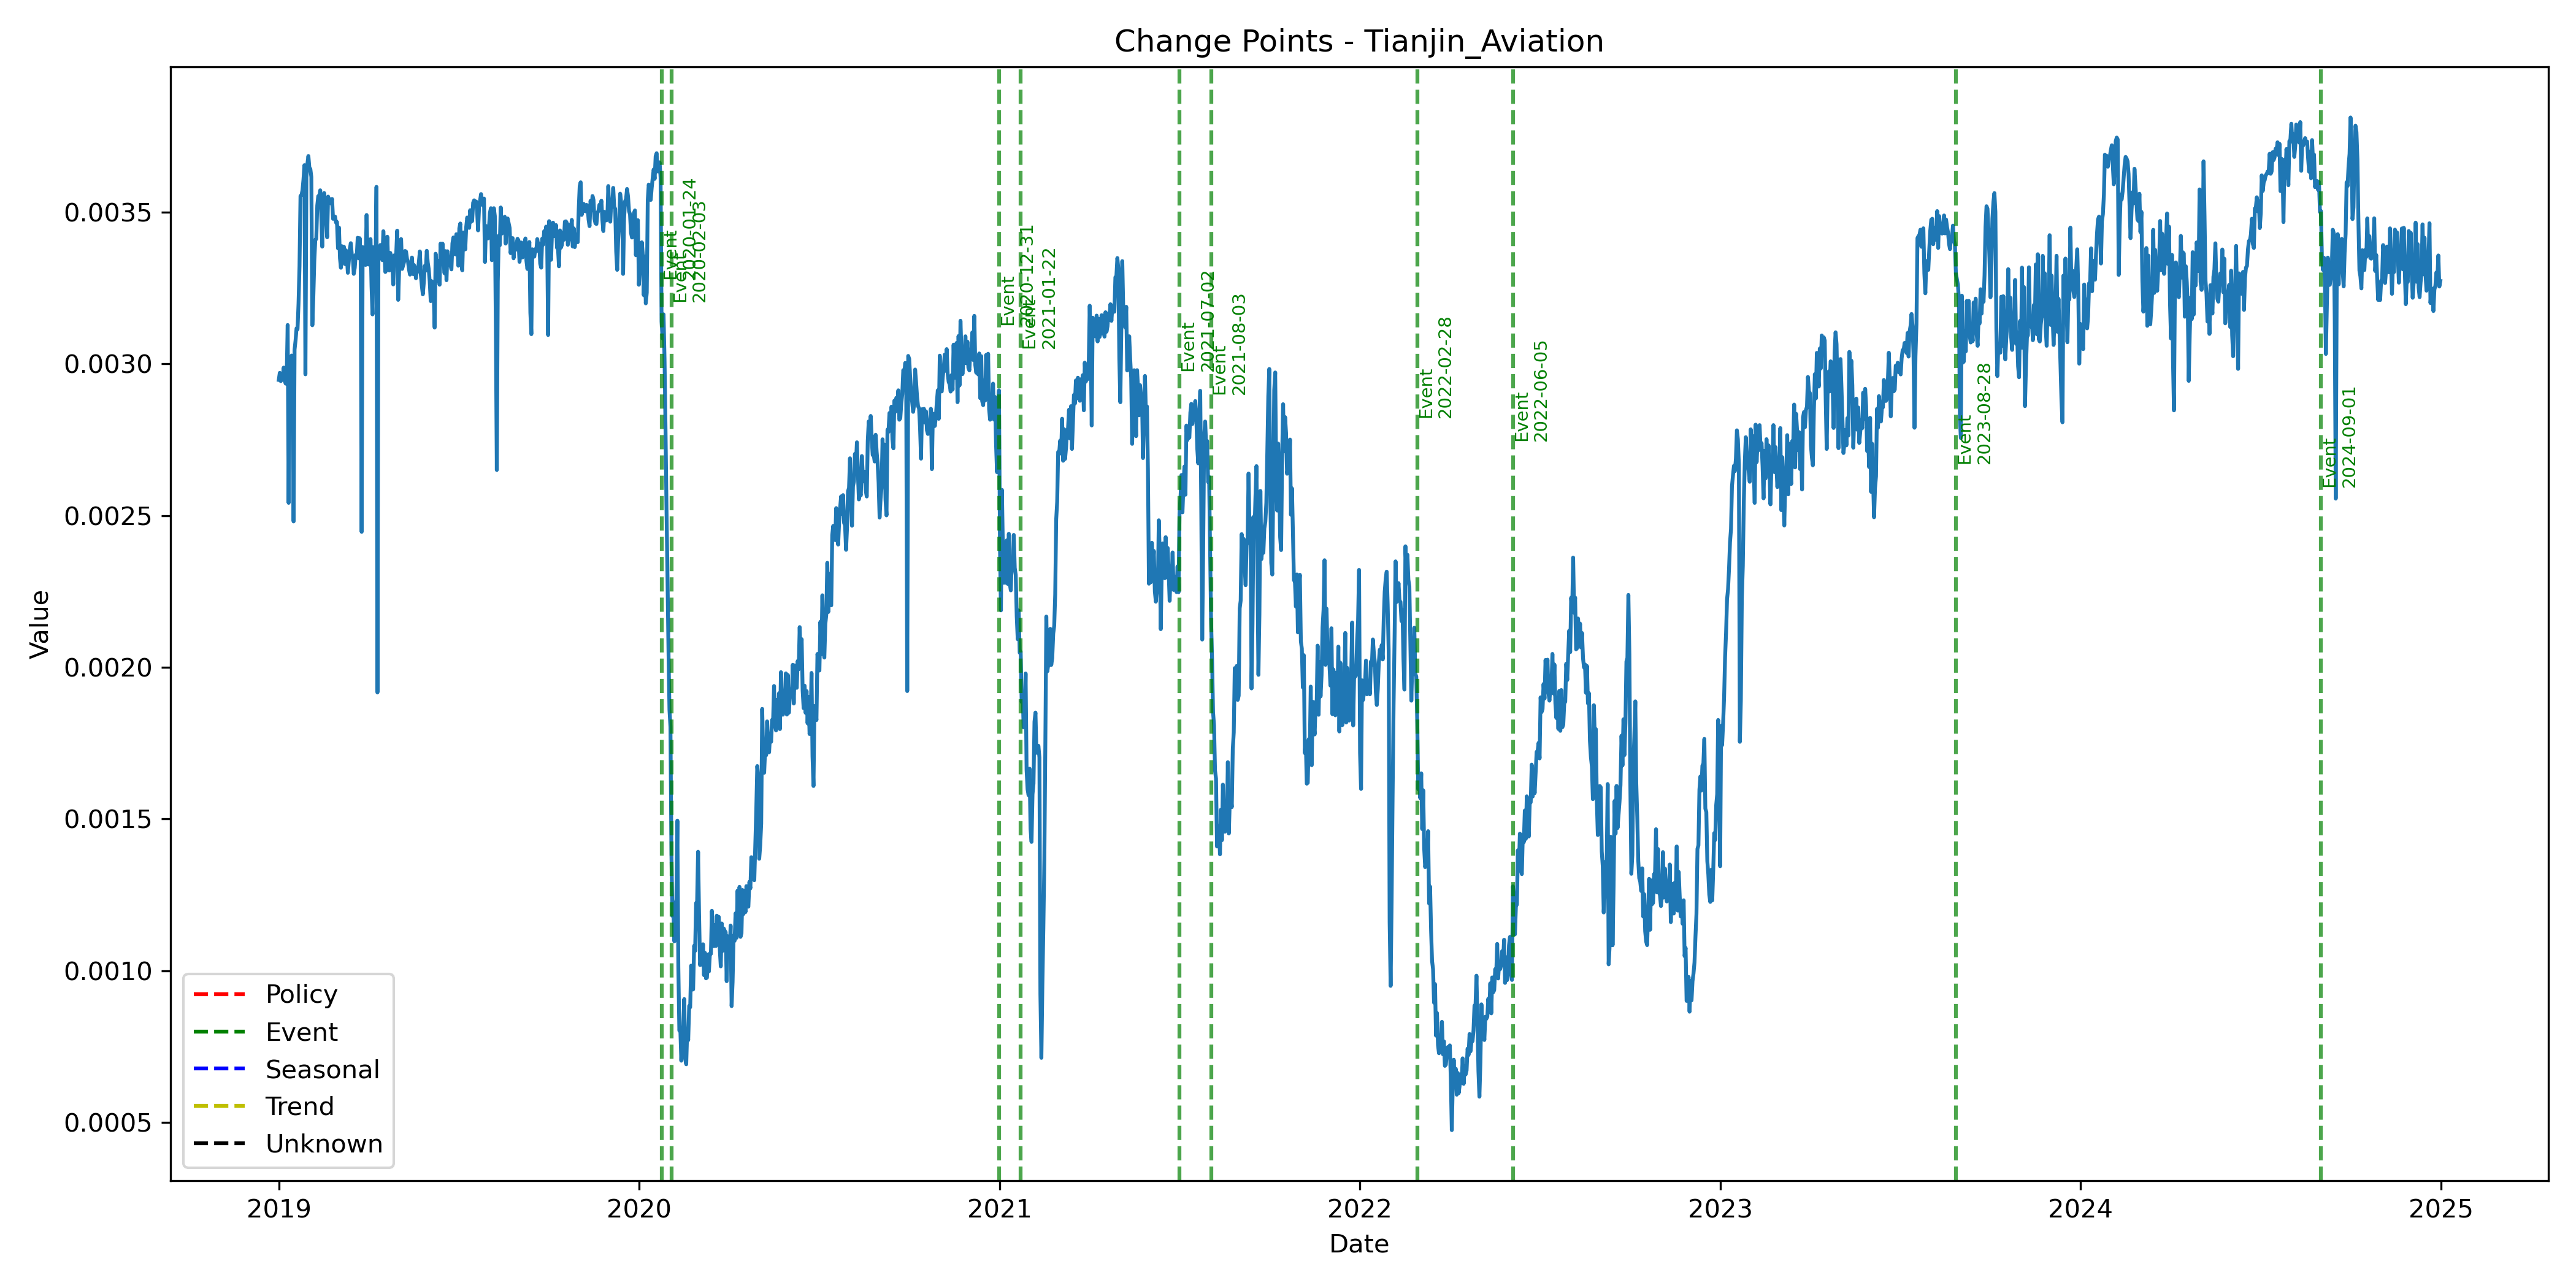 Change Points - Tianjin_Aviation
Value
0.0035
0.0030
0.0025
0.0020
0.0015
0.0010
0.0005
Event
2020-01-24
Event
2020-02-03
Event
2020-12-31
Event
2021-01-22
Event
2021-07-02
Event
2021-08-03
Event
2022-02-28
Event
2022-06-05
Event
2023-08-28
Event
2024-09-01
Policy
Event
Seasonal
Trend
Unknown
2019
2020
2021
2022
2023
2024
2025
Date